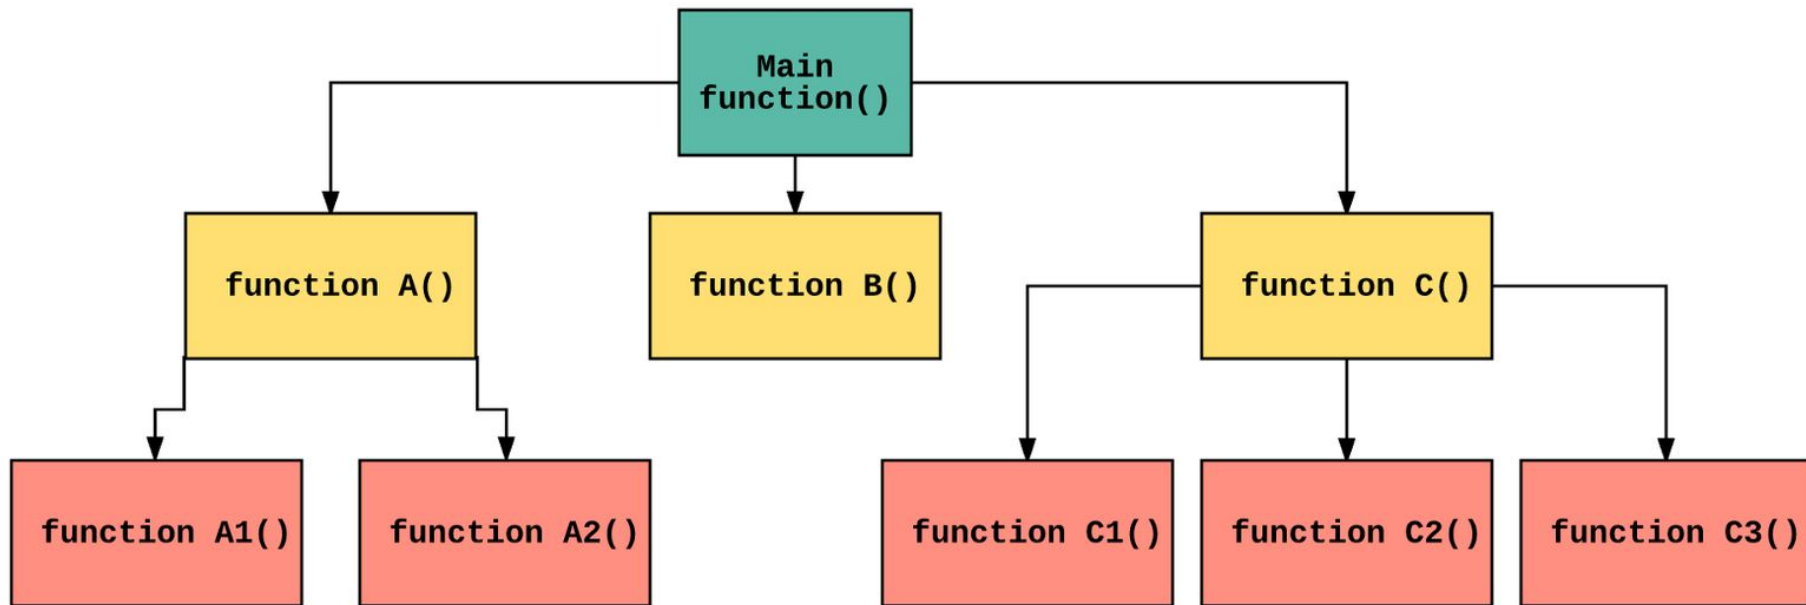 Main
function()
function A()
function B()
function C()
function A1()
function A2()
function C1()
function C2()
function C3()